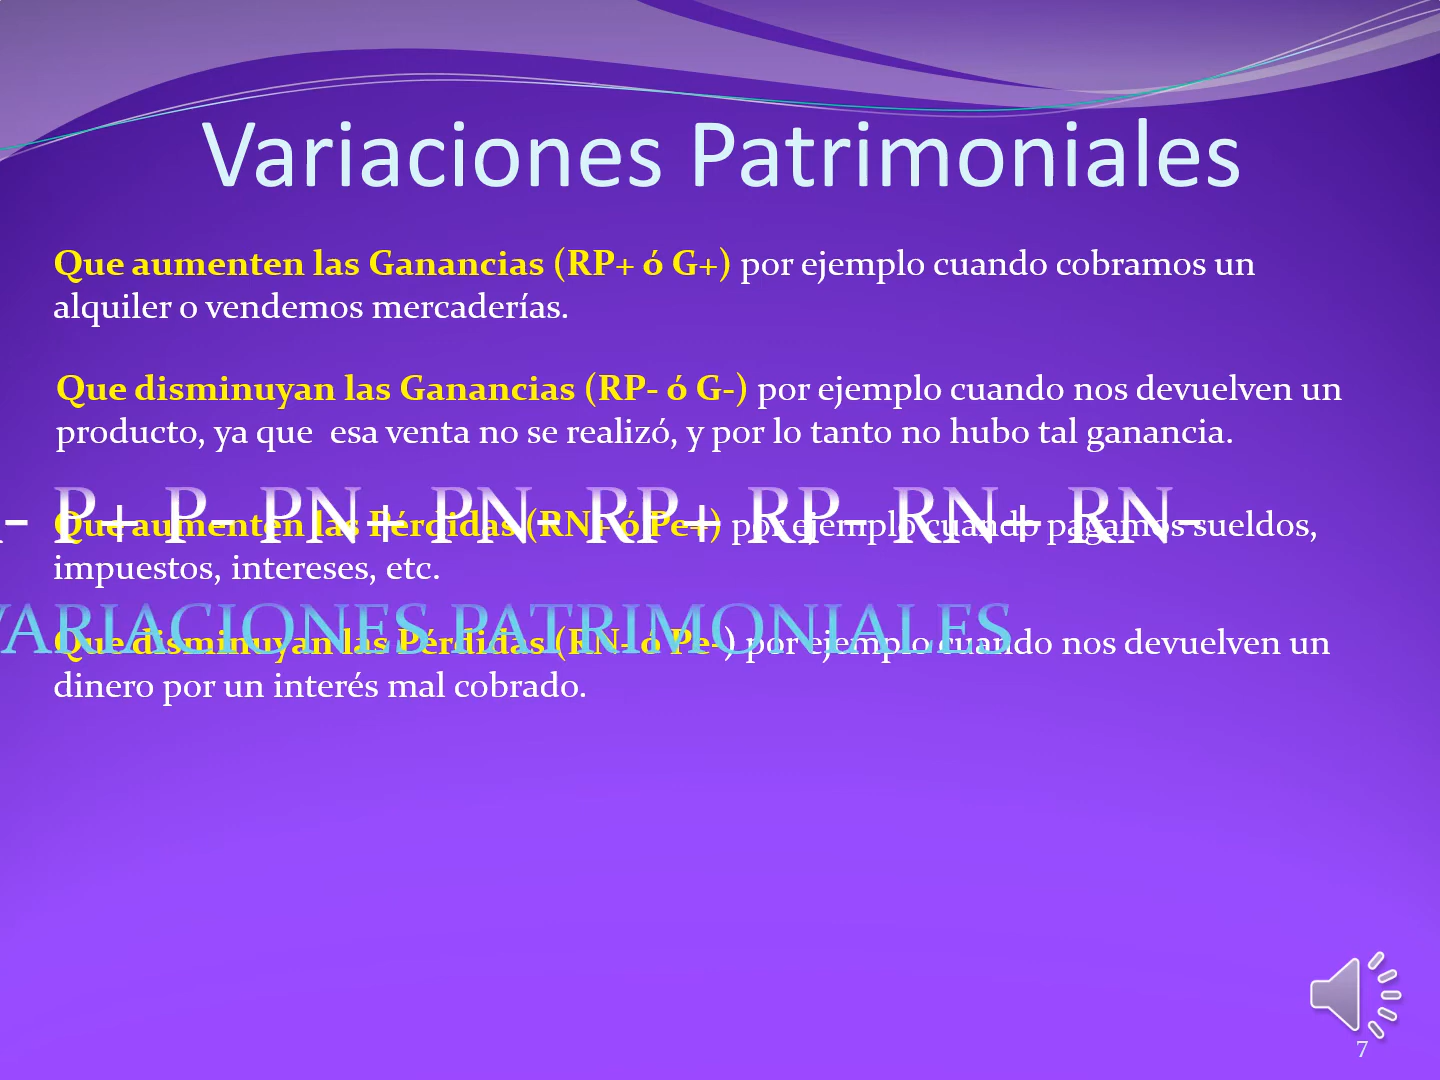 Variaciones Patrimoniales
Que aumenten las Ganancias (RP+ ó G+) por ejemplo cuando cobramos un
alquiler o vendemos mercaderías.
Que disminuyan las Ganancias (RP- ó G-) por ejemplo cuando nos devuelven un
producto, ya que  esa venta no se realizó, y por lo tanto no hubo tal ganancia.
- P+ P- PN+ PN- RP+ RP- RN+ RN-
Que aumenten las Pérdidas (RN+ ó Pe+) por ejemplo cuando pagamos sueldos,
impuestos, intereses, etc.
VARIACIONES PATRIMONIALES
Que disminuyan las Pérdidas (RN- ó Pe-) por ejemplo cuando nos devuelven un
dinero por un interés mal cobrado.
7